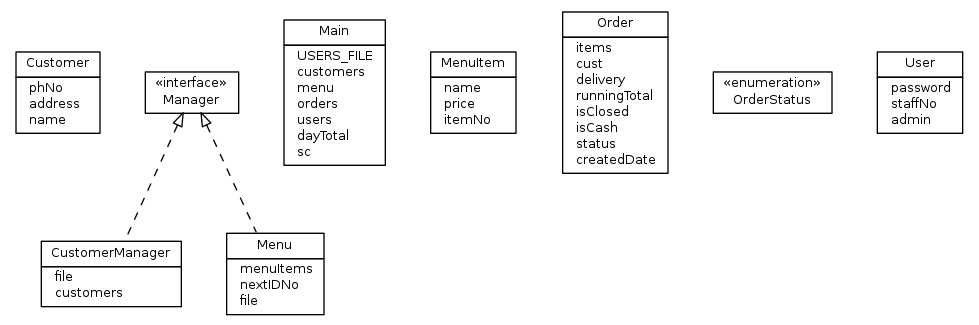 Customer
phNo
address
name
«interface»
Manager
Main
USERS_FILE
customers
menu
orders
users
dayTotal
sc
MenuItem
name
price
itemNo
Order
items
cust
delivery
runningTotal
isClosed
isCash
status
createdDate
«enumeration»
OrderStatus
User
password
staffNo
admin
CustomerManager
file
customers
Menu
menuItems
nextIDNo
file